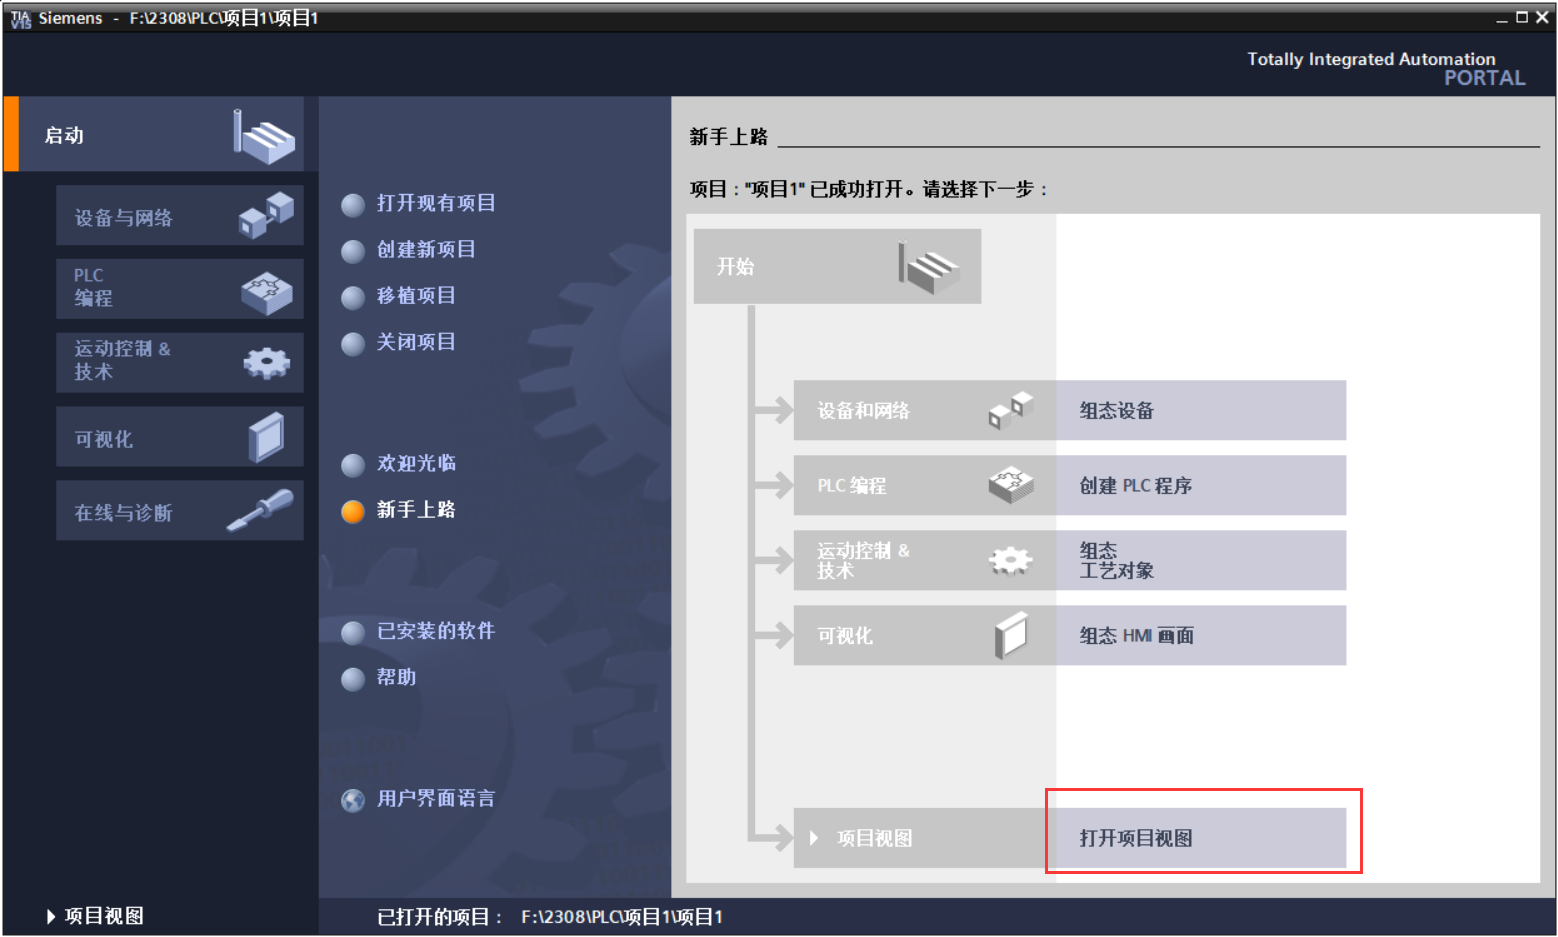 TIA
V15
Siemens - F:\2308\PLC\项目1\项目1
Totally Integrated Automation
PORTAL
启动
设备与网络
PLC
编程
运动控制 &
技术
可视化
在线与诊断
项目视图
打开现有项目
创建新项目
移植项目
关闭项目
欢迎光临
新手上路
已安装的软件
帮助
用户界面语言
新手上路
项目："项目1" 已成功打开。请选择下一步：
开始
设备和网络
组态设备
PLC 编程
创建 PLC 程序
运动控制 &
技术
组态
工艺对象
可视化
组态 HMI 画面
项目视图
打开项目视图
已打开的项目： F:\2308\PLC\项目1\项目1